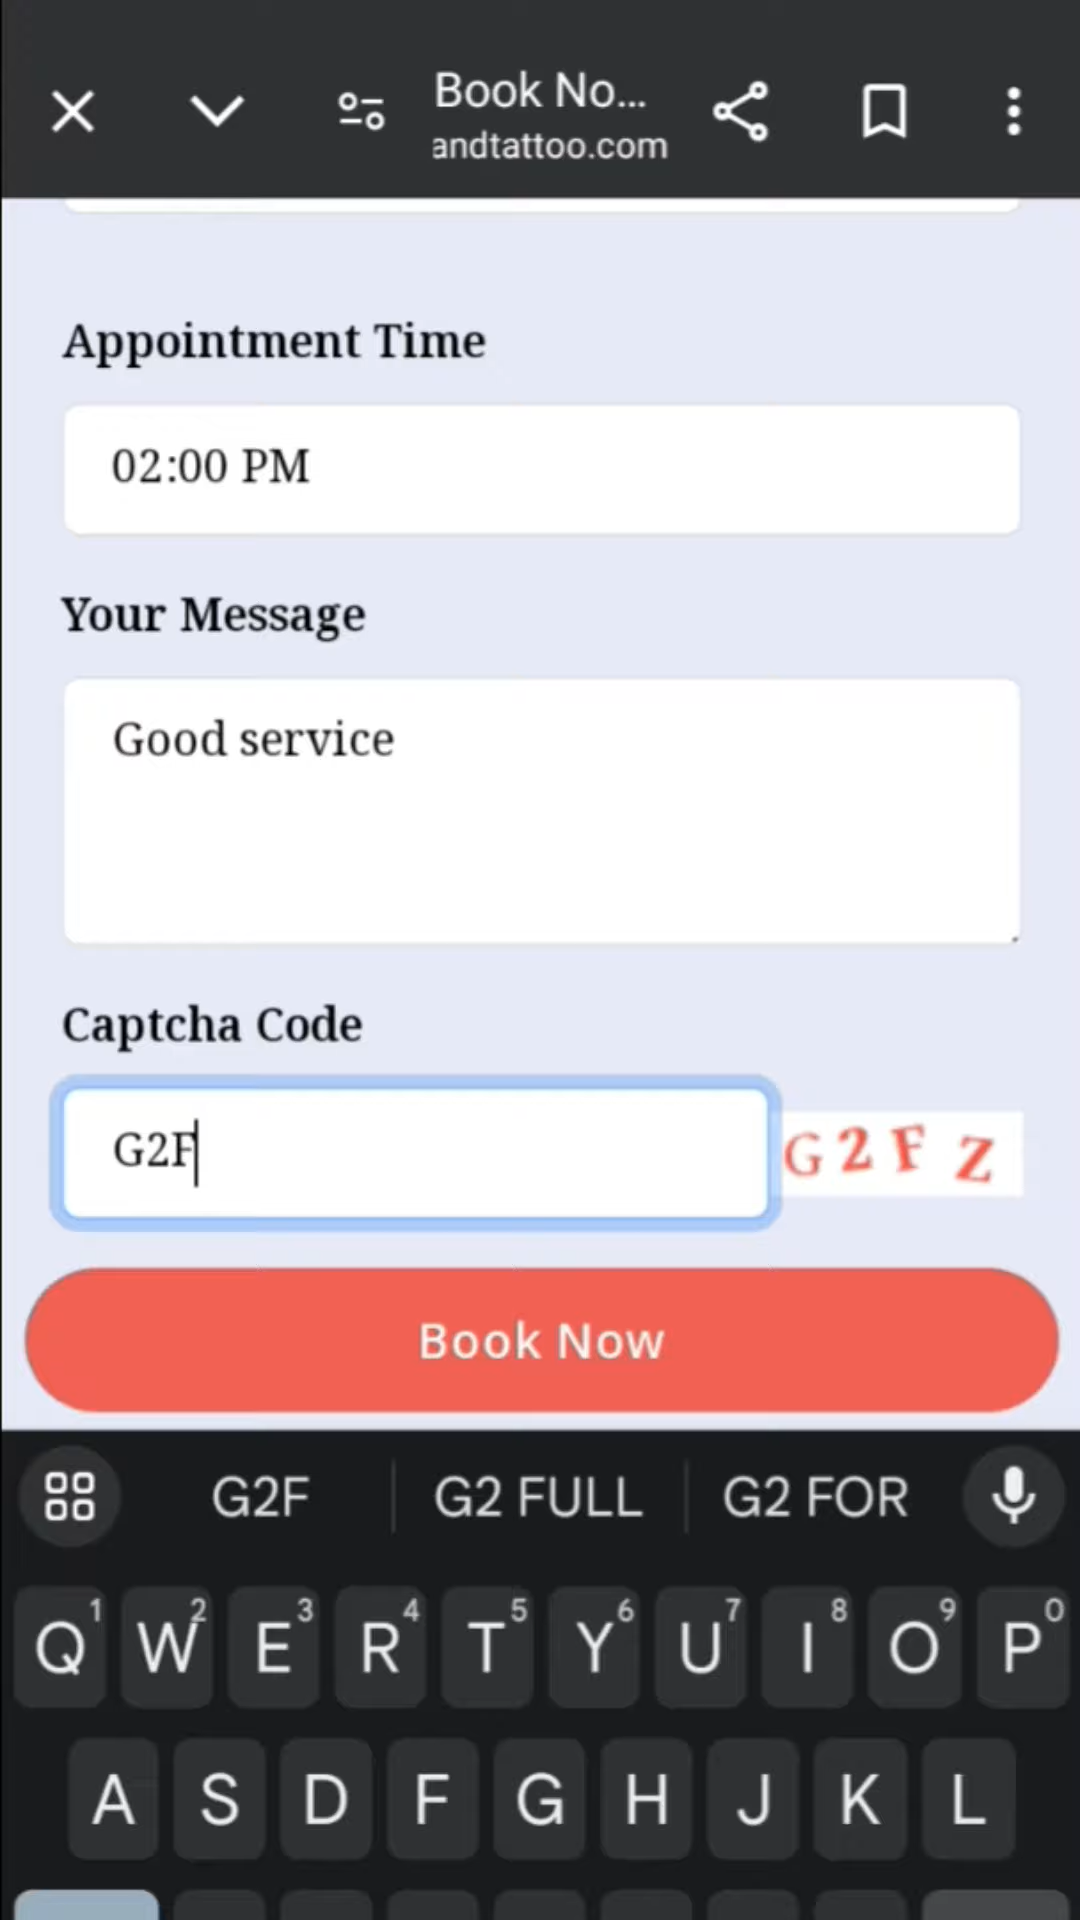 Book No...
andtattoo.com
Appointment Time
02:00 PM
Your Message
Good service
Captcha Code
G2F
G 2 F Z
Book Now
G2F G2 FULL G2 FOR
Q1 W2 E3 R4 T5 Y6 U7 I8 O9 P0
A S D F G H J K L